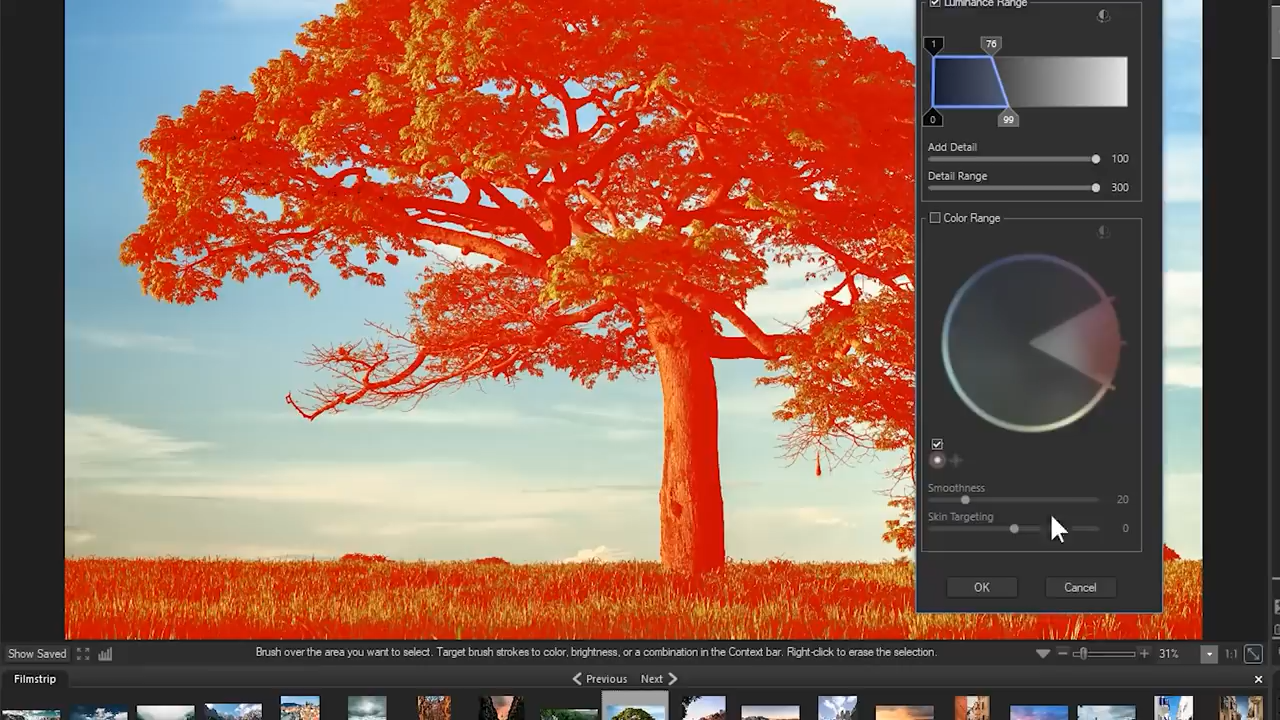 Luminance Range
1
76
0
99
Add Detail
100
Detail Range
300
Color Range
Smoothness
20
Skin Targeting
0
OK
Cancel
Show Saved
Brush over the area you want to select. Target brush strokes to color, brightness, or a combination in the Context bar. Right-click to erase the selection.
31%
1:1
Filmstrip
Previous
Next